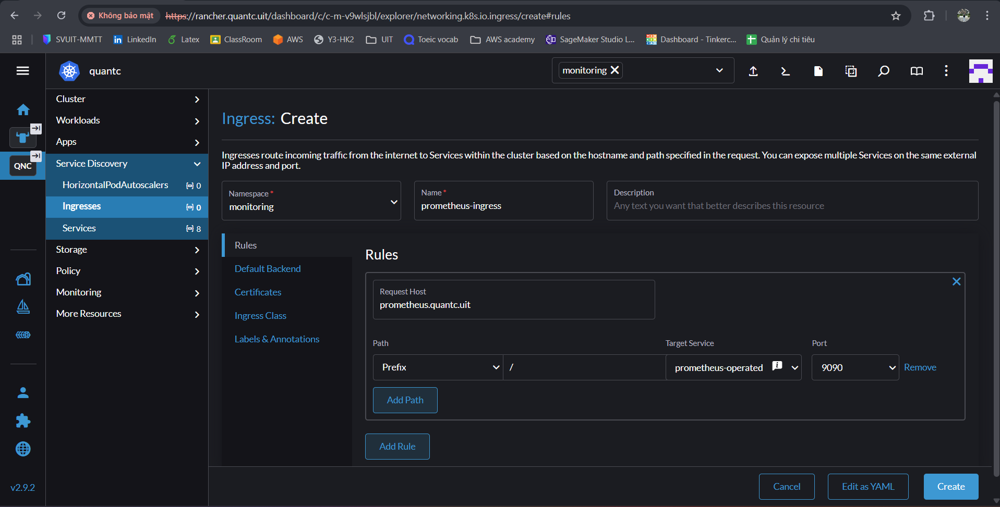 Không bảo mật
https://rancher.quantc.uit/dashboard/c/c-m-v9wlsjbl/explorer/networking.k8s.io.ingress/create#rules
SVUIT-MMTT
LinkedIn
Latex
ClassRoom
AWS
Y3-HK2
UIT
Toeic vocab
AWS academy
SageMaker Studio L...
Dashboard - Tinkerc...
Quản lý chi tiêu
quantc
monitoring
Cluster
Workloads
Apps
Service Discovery
HorizontalPodAutoscalers 0
Ingresses 0
Services 8
Storage
Policy
Monitoring
More Resources
QNC
v2.9.2
Ingress: Create
Ingresses route incoming traffic from the internet to Services within the cluster based on the hostname and path specified in the request. You can expose multiple Services on the same external
IP address and port.
Namespace *
monitoring
Name *
prometheus-ingress
Description
Any text you want that better describes this resource
Rules
Default Backend
Certificates
Ingress Class
Labels & Annotations
Rules
Request Host
prometheus.quantc.uit
Path
Target Service
Port
Prefix
/
prometheus-operated
9090
Remove
Add Path
Add Rule
Cancel
Edit as YAML
Create